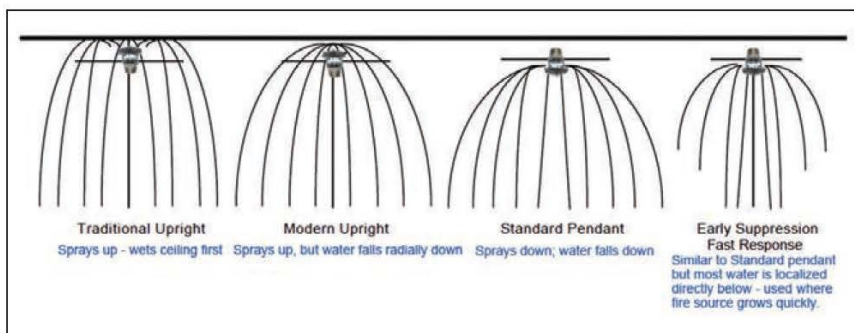 Traditional Upright
Sprays up - wets ceiling first
Modern Upright
Sprays up, but water falls radially down
Standard Pendant
Sprays down; water falls down
Early Suppression
Fast Response
Similar to Standard pendant
but most water is localized
directly below - used where
fire source grows quickly.